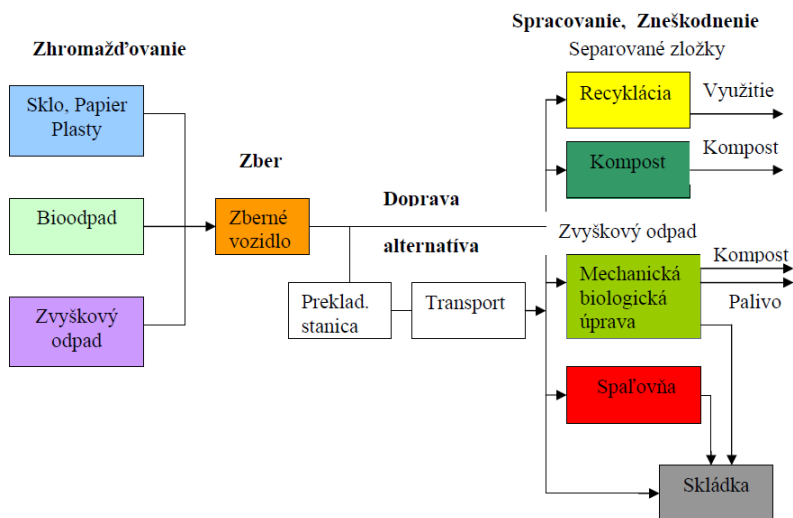 Spracovanie, Zneškodnenie
Zhromažďovanie
Separované zložky
Sklo, Papier
Plasty
Recyklácia
Využitie
Zber
Kompost
Kompost
Bioodpad
Zberné
vozidlo
Doprava
alternatíva
Zvyškový odpad
Kompost
Mechanická
biologická
úprava
Palivo
Preklad.
stanica
Transport
Zvyškový
odpad
Spaľovňa
Skládka